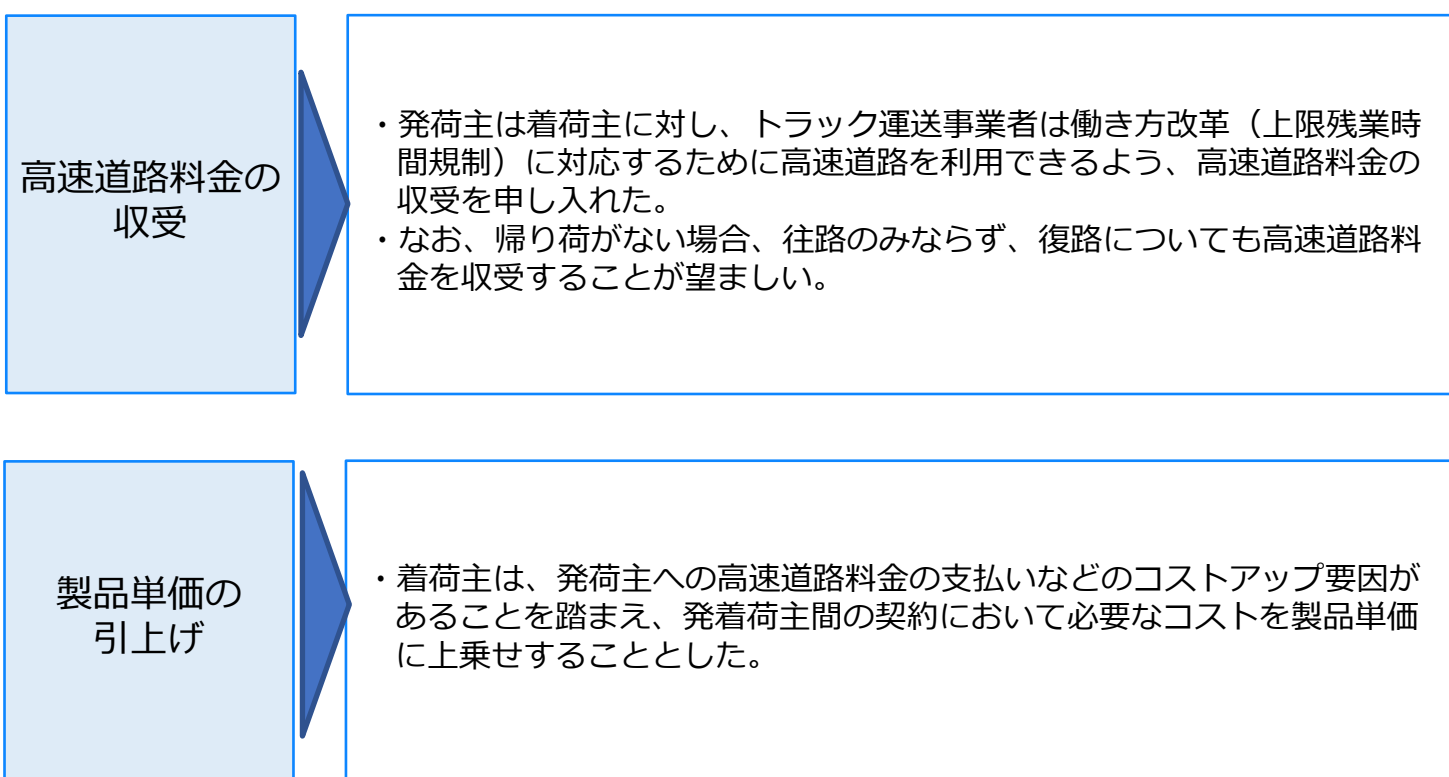 高速道路料金の
収受
・発荷主は着荷主に対し、トラック運送事業者は働き方改革（上限残業時
間規制）に対応するために高速道路を利用できるよう、高速道路料金の
収受を申し入れた。
・なお、帰り荷がない場合、往路のみならず、復路についても高速道路料
金を収受することが望ましい。
製品単価の
引上げ
・着荷主は、発荷主への高速道路料金の支払いなどのコストアップ要因が
あることを踏まえ、発着荷主間の契約において必要なコストを製品単価
に上乗せすることとした。